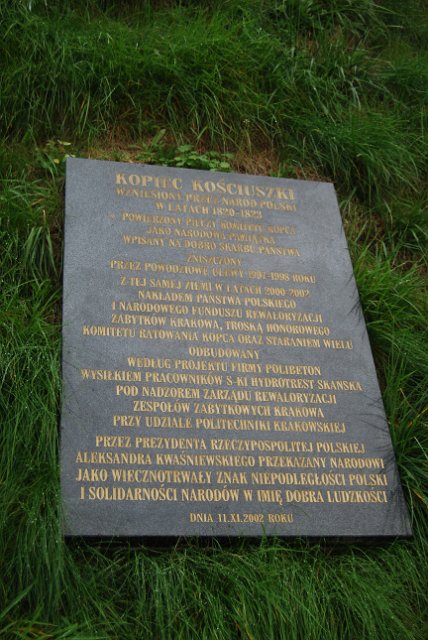 KOPIEC KOŚCIUSZKI
WZNIESIONY PRZEZ NARÓD POLSKI
W LATACH 1820-1823
POWIERZONY PIECZY KOMITETU KOPCA
JAKO NARODOWA PAMIĄTKA
WPISANY NA DOBRO SKARBU PAŃSTWA
ZNISZCZONY
PRZEZ POWODZIOWE ULEWY 1997-1998 ROKU
Z TEJ SAMEJ ZIEMI W LATACH 2000-2002
NAKŁADEM PAŃSTWA POLSKIEGO
I NARODOWEGO FUNDUSZU REWALORYZACJI
ZABYTKÓW KRAKOWA, TROSKĄ HONOROWEGO
KOMITETU RATOWANIA KOPCA ORAZ STARANIEM WIELU
ODBUDOWANY
WEDŁUG PROJEKTU FIRMY POLIBETON
WYSIŁKIEM PRACOWNIKÓW S-KI HYDROTREST SKANSKA
POD NADZOREM ZARZĄDU REWALORYZACJI
ZESPOŁÓW ZABYTKOWYCH KRAKOWA
PRZY UDZIALE POLITECHNIKI KRAKOWSKIEJ
PRZEZ PREZYDENTA RZECZYPOSPOLITEJ POLSKIEJ
ALEKSANDRA KWAŚNIEWSKIEGO PRZEKAZANY NARODOWI
JAKO WIECZNOTRWAŁY ZNAK NIEPODLEGŁOŚCI POLSKI
I SOLIDARNOŚCI NARODÓW W IMIĘ DOBRA LUDZKOŚCI
DNIA 11.XI.2002 ROKU